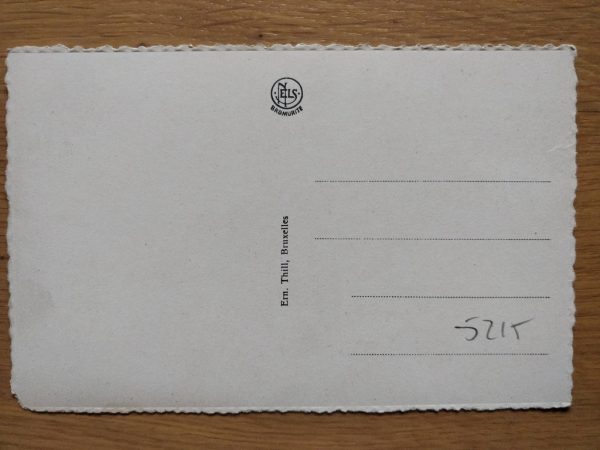 NELS
BROMURITE
Ern. Thill, Bruxelles
5215